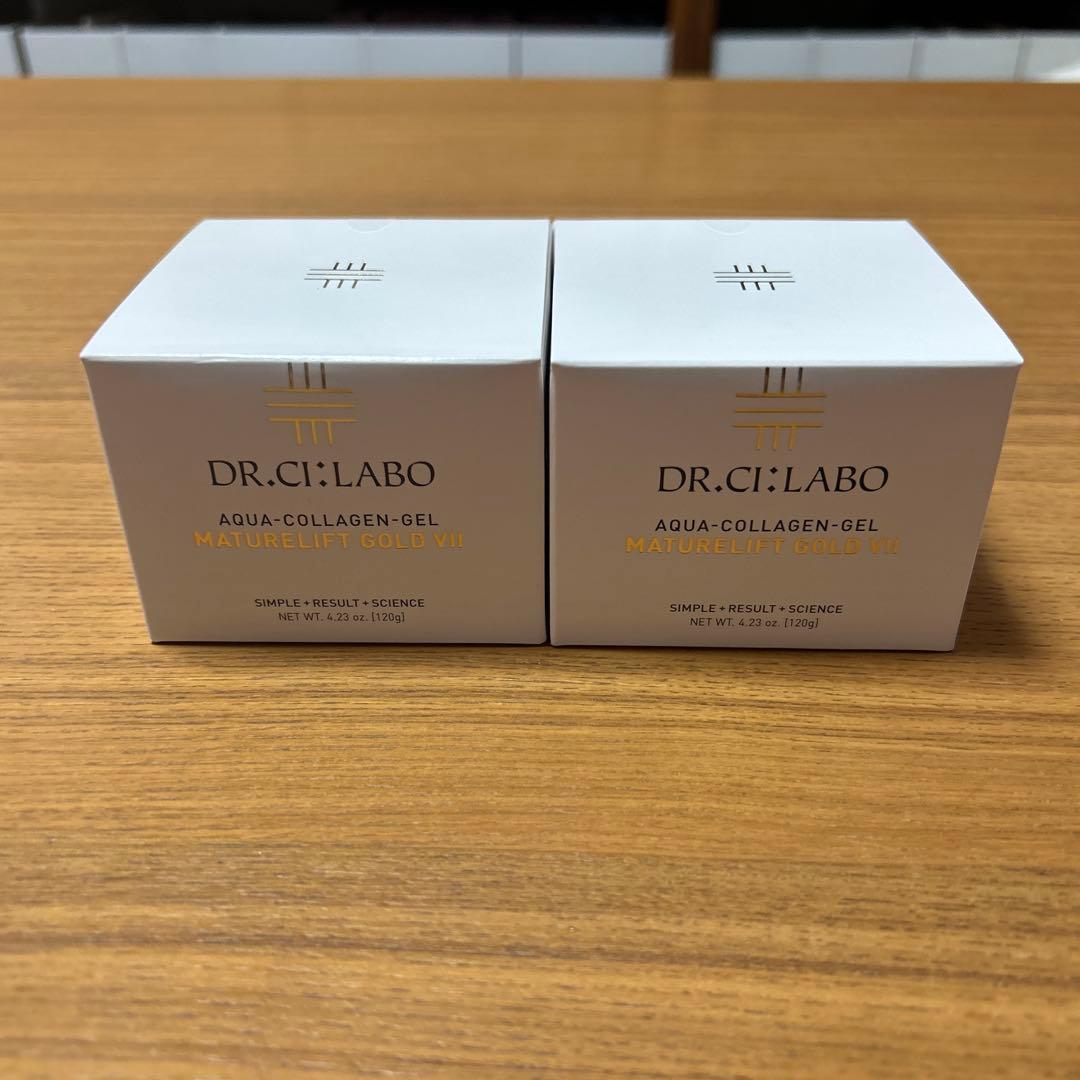 DR.CI:LABO
AQUA-COLLAGEN-GEL
MATURELIFT GOLD VII
SIMPLE+RESULT+SCIENCE
NET WT. 4.23 oz. [120g]
DR.CI:LABO
AQUA-COLLAGEN-GEL
MATURELIFT GOLD VII
SIMPLE+RESULT+SCIENCE
NET WT. 4.23 oz. [120g]